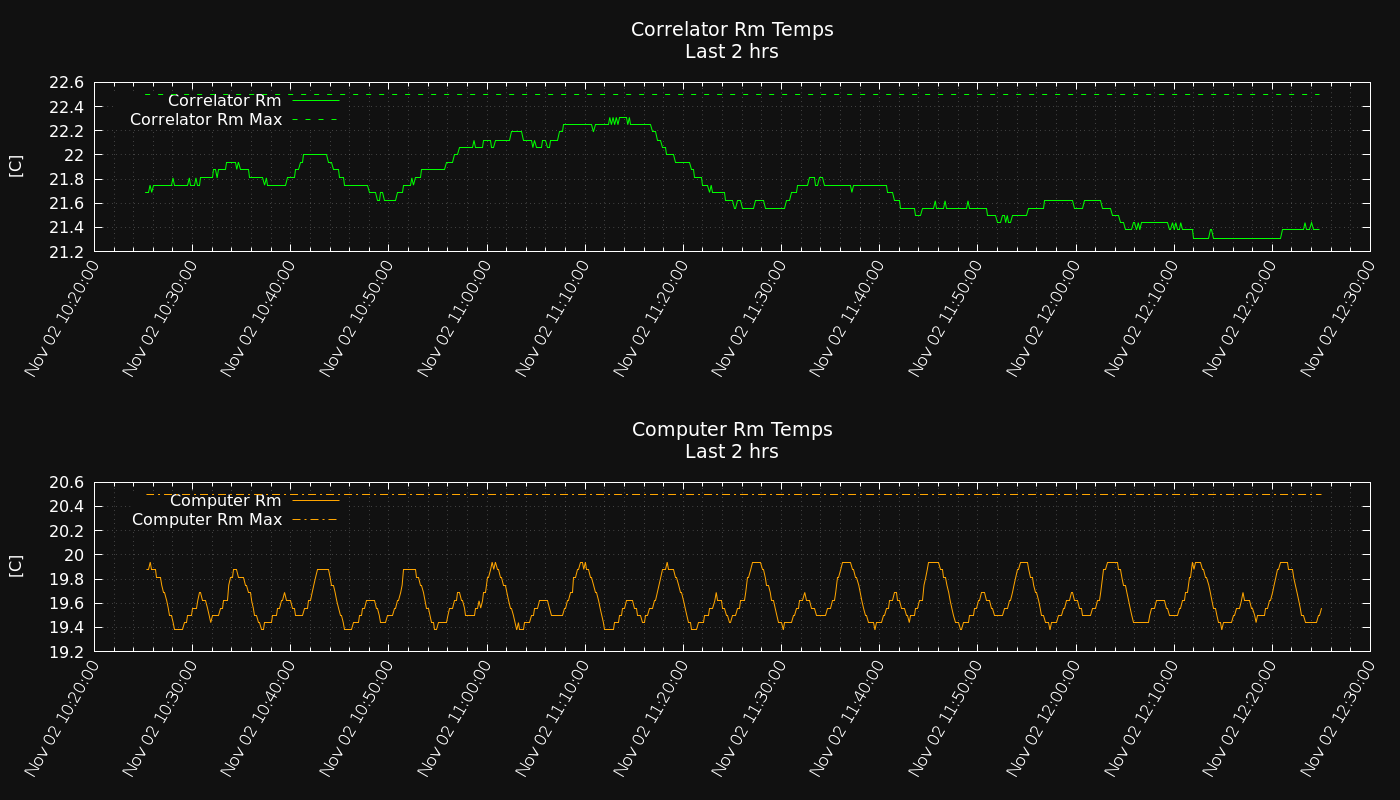 Correlator Rm Temps
Last 2 hrs
22.6
22.4
22.2
22
21.8
21.6
21.4
21.2
[C]
Correlator Rm
Correlator Rm Max
Nov 02 10:20:00
Nov 02 10:30:00
Nov 02 10:40:00
Nov 02 10:50:00
Nov 02 11:00:00
Nov 02 11:10:00
Nov 02 11:20:00
Nov 02 11:30:00
Nov 02 11:40:00
Nov 02 11:50:00
Nov 02 12:00:00
Nov 02 12:10:00
Nov 02 12:20:00
Nov 02 12:30:00
Computer Rm Temps
Last 2 hrs
20.6
20.4
20.2
20
19.8
19.6
19.4
19.2
[C]
Computer Rm
Computer Rm Max
Nov 02 10:20:00
Nov 02 10:30:00
Nov 02 10:40:00
Nov 02 10:50:00
Nov 02 11:00:00
Nov 02 11:10:00
Nov 02 11:20:00
Nov 02 11:30:00
Nov 02 11:40:00
Nov 02 11:50:00
Nov 02 12:00:00
Nov 02 12:10:00
Nov 02 12:20:00
Nov 02 12:30:00